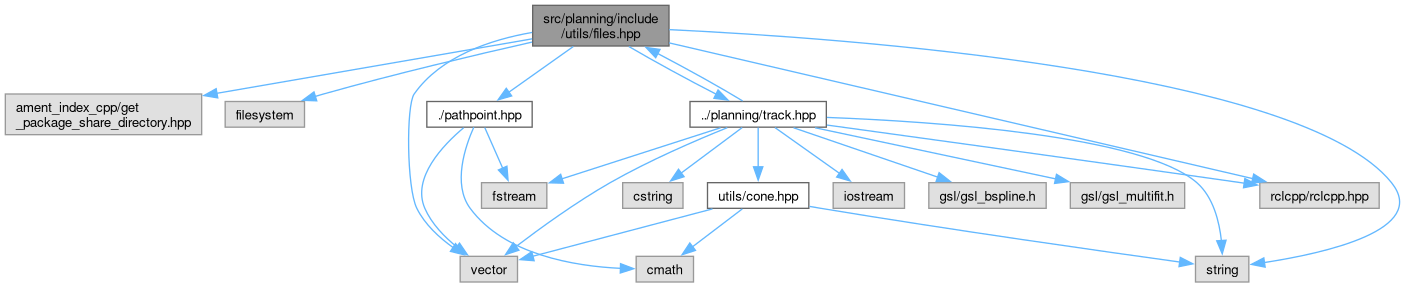 src/planning/include
/utils/files.hpp
ament_index_cpp/get
_package_share_directory.hpp
filesystem
./pathpoint.hpp
../planning/track.hpp
fstream
cstring
utils/cone.hpp
iostream
gsl/gsl_bspline.h
gsl/gsl_multifit.h
rclcpp/rclcpp.hpp
vector
cmath
string